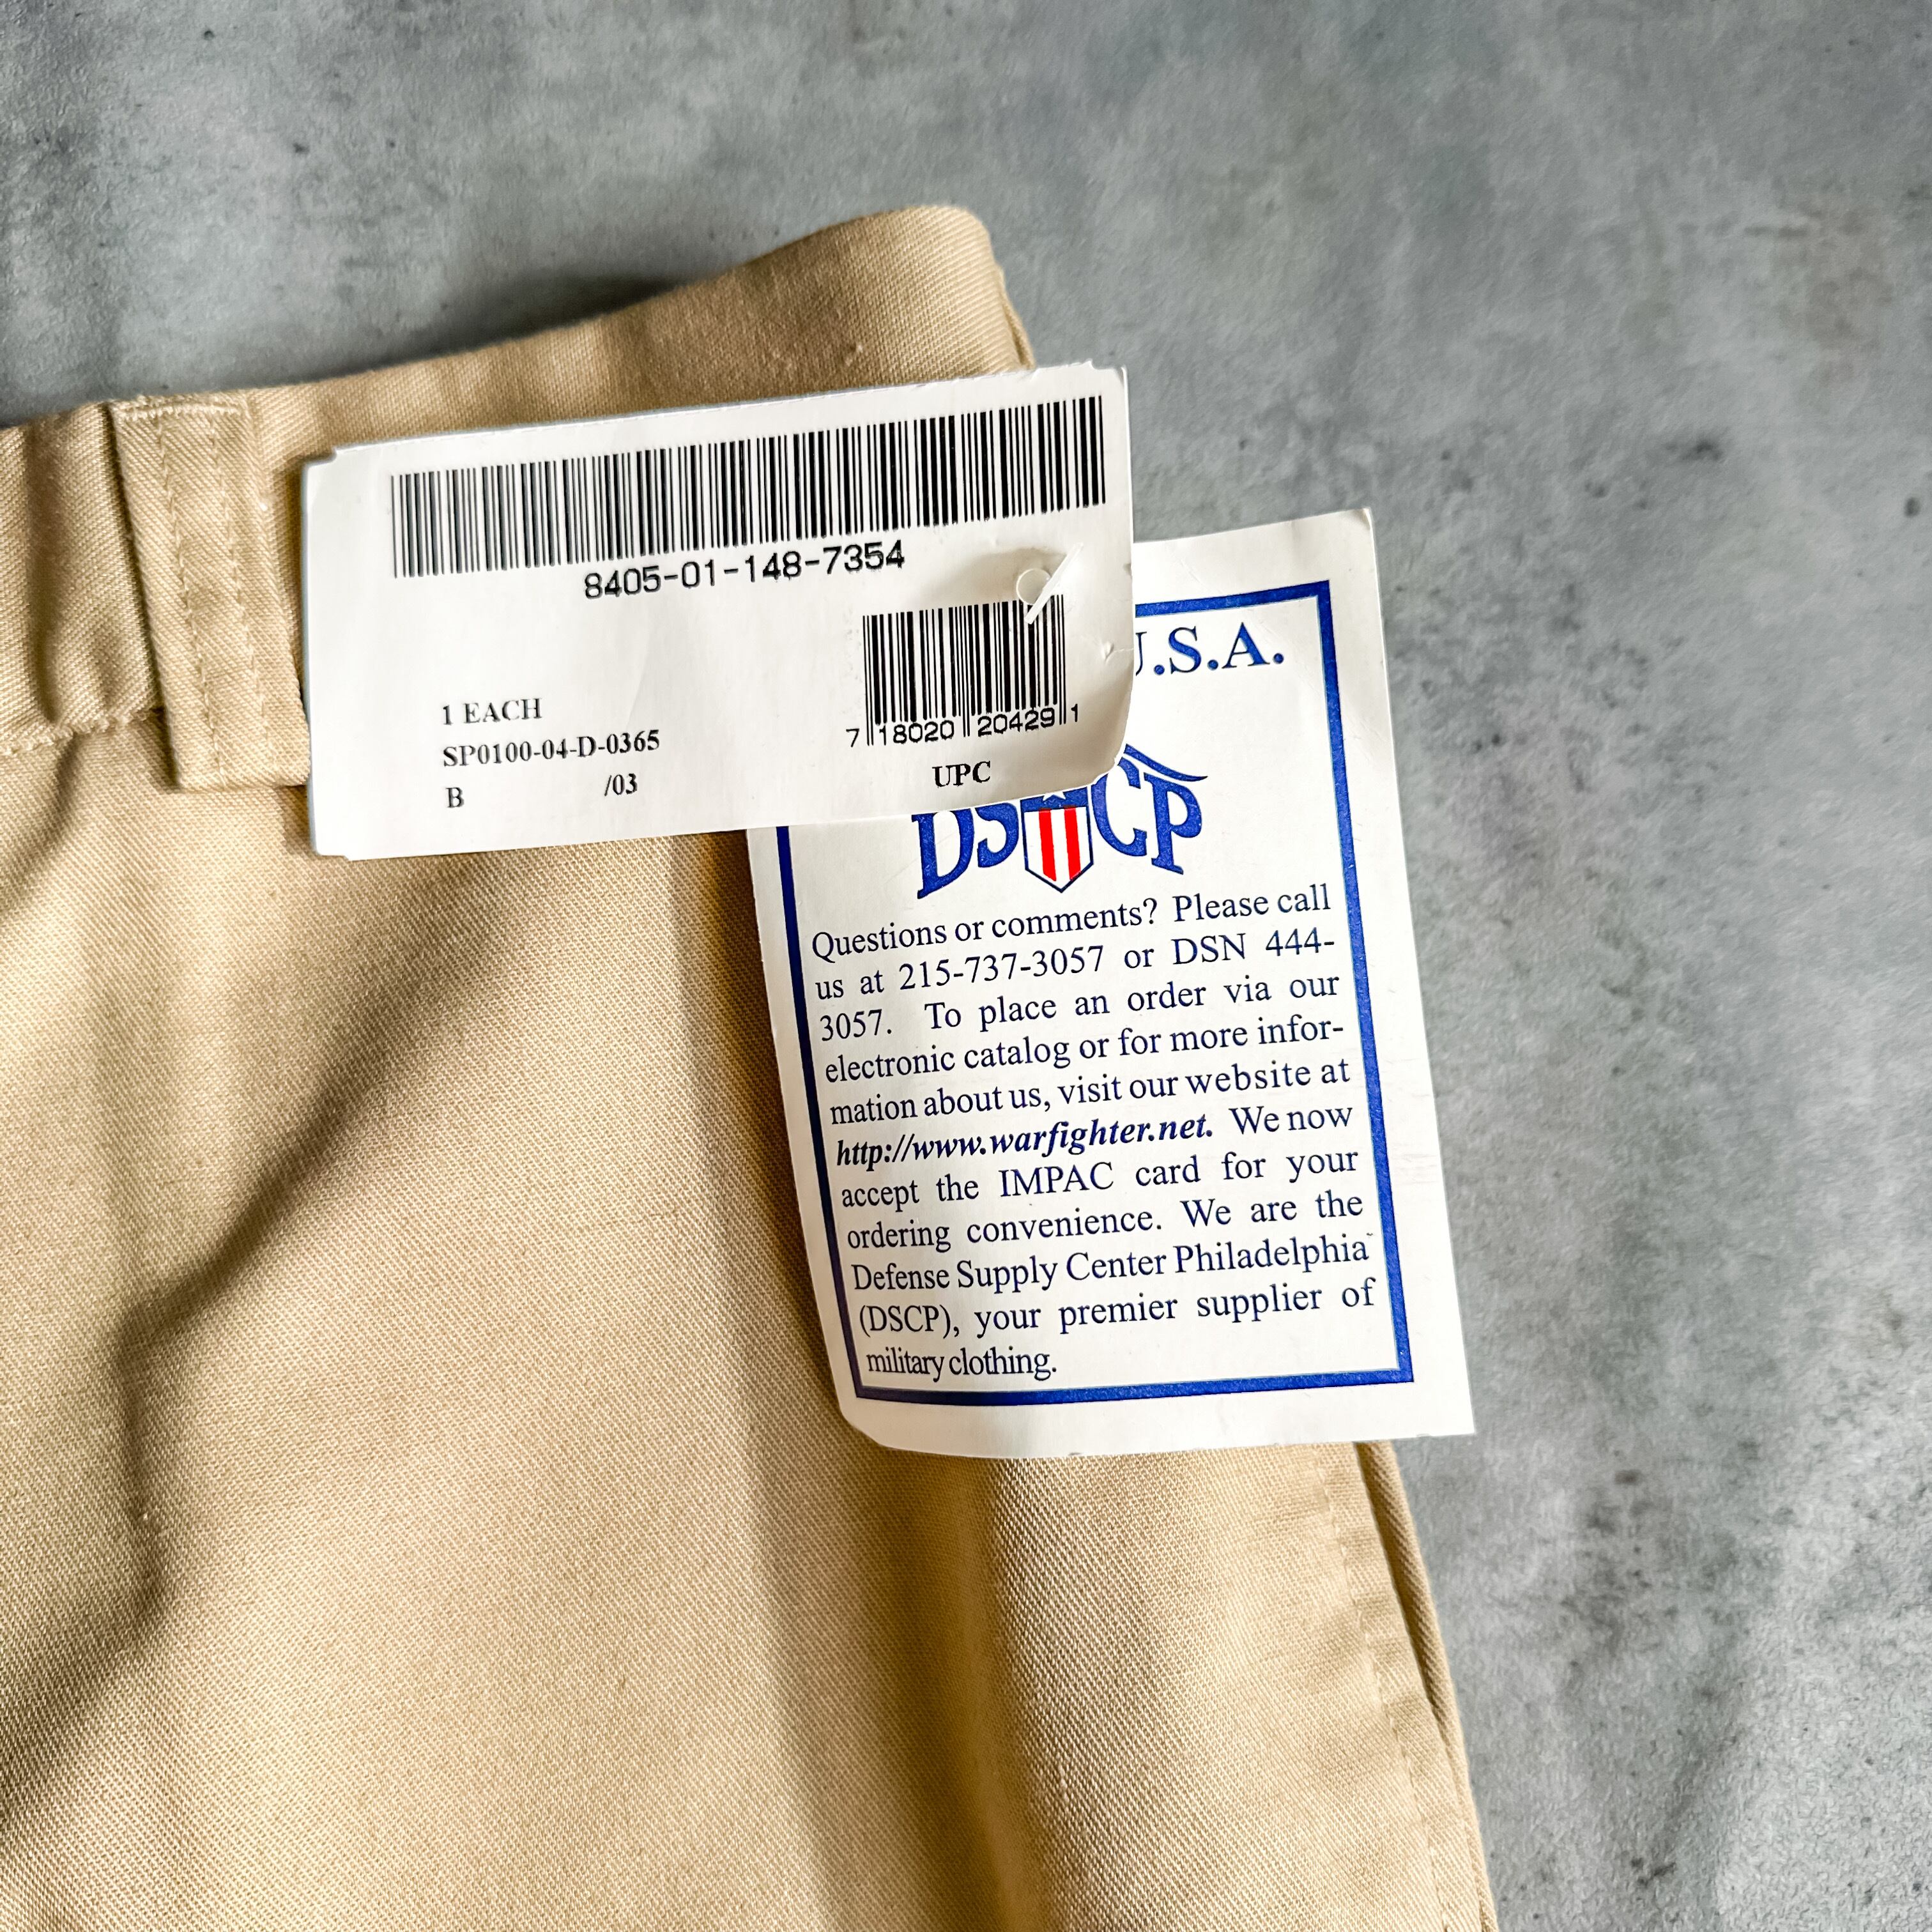 8405-01-148-7354
1 EACH
SP0100-04-D-0365
B /03
7 18020 20429 1
UPC
U.S.A.
DSCP
Questions or comments? Please call
us at 215-737-3057 or DSN 444-
3057. To place an order via our
electronic catalog or for more infor-
mation about us, visit our website at
http://www.warfighter.net. We now
accept the IMPAC card for your
ordering convenience. We are the
Defense Supply Center Philadelphia
(DSCP), your premier supplier of
military clothing.